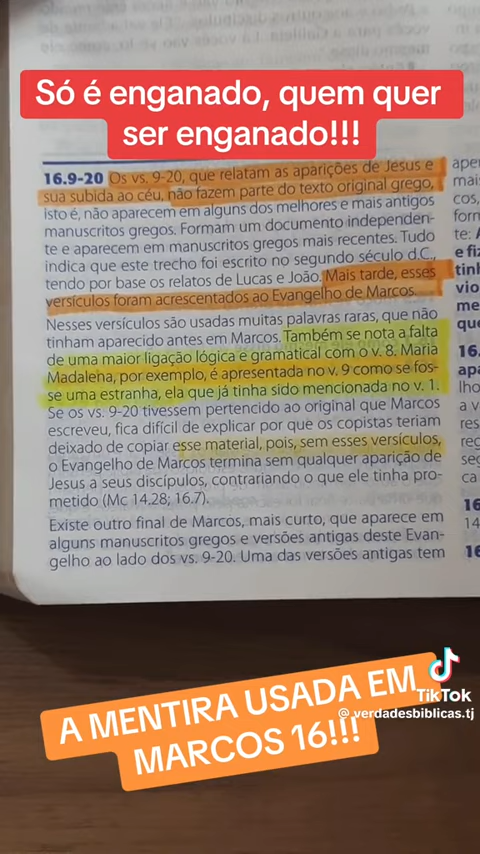 Só é enganado, quem quer
ser enganado!!!
16.9-20 Os vs. 9-20, que relatam as aparições de Jesus e
sua subida ao céu, não fazem parte do texto original grego,
isto é, não aparecem em alguns dos melhores e mais antigos
manuscritos gregos. Formam um documento independen-
te e aparecem em manuscritos gregos mais recentes. Tudo
indica que este trecho foi escrito no segundo século d.C.,
tendo por base os relatos de Lucas e João. Mais tarde, esses
versículos foram acrescentados ao Evangelho de Marcos.
Nesses versículos são usadas muitas palavras raras, que não
tinham aparecido antes em Marcos. Também se nota a falta
de uma maior ligação lógica e gramatical com o v. 8. Maria
Madalena, por exemplo, é apresentada no v. 9 como se fos-
se uma estranha, ela que já tinha sido mencionada no v. 1.
Se os vs. 9-20 tivessem pertencido ao original que Marcos
escreveu, fica difícil de explicar por que os copistas teriam
deixado de copiar esse material, pois, sem esses versículos,
o Evangelho de Marcos termina sem qualquer aparição de
Jesus a seus discípulos, contrariando o que ele tinha pro-
metido (Mc 14.28; 16.7).
Existe outro final de Marcos, mais curto, que aparece em
alguns manuscritos gregos e versões antigas deste Evan-
gelho ao lado dos vs. 9-20. Uma das versões antigas tem
A MENTIRA USADA EM
MARCOS 16!!!
TikTok
@verdadesbiblicas.tj